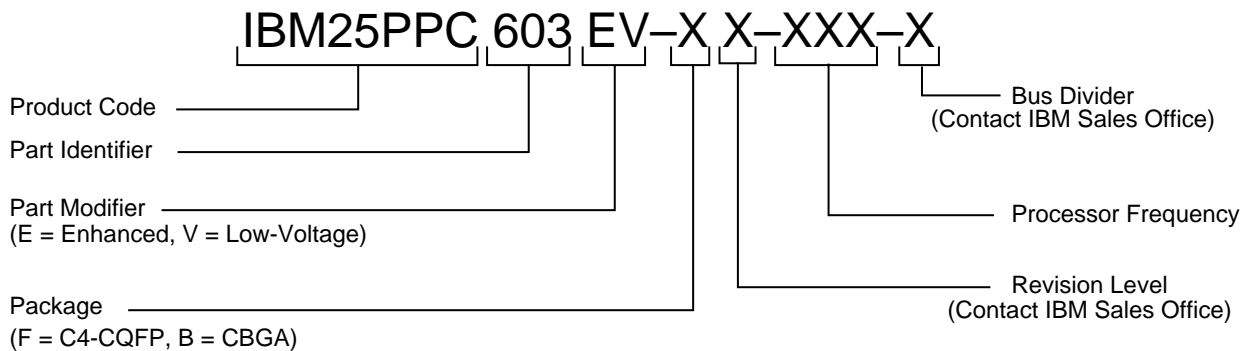 IBM25PPC 603 EV–X X–XXX–X
Product Code
Part Identifier
Part Modifier
(E = Enhanced, V = Low-Voltage)
Package
(F = C4-CQFP, B = CBGA)
Bus Divider
(Contact IBM Sales Office)
Processor Frequency
Revision Level
(Contact IBM Sales Office)